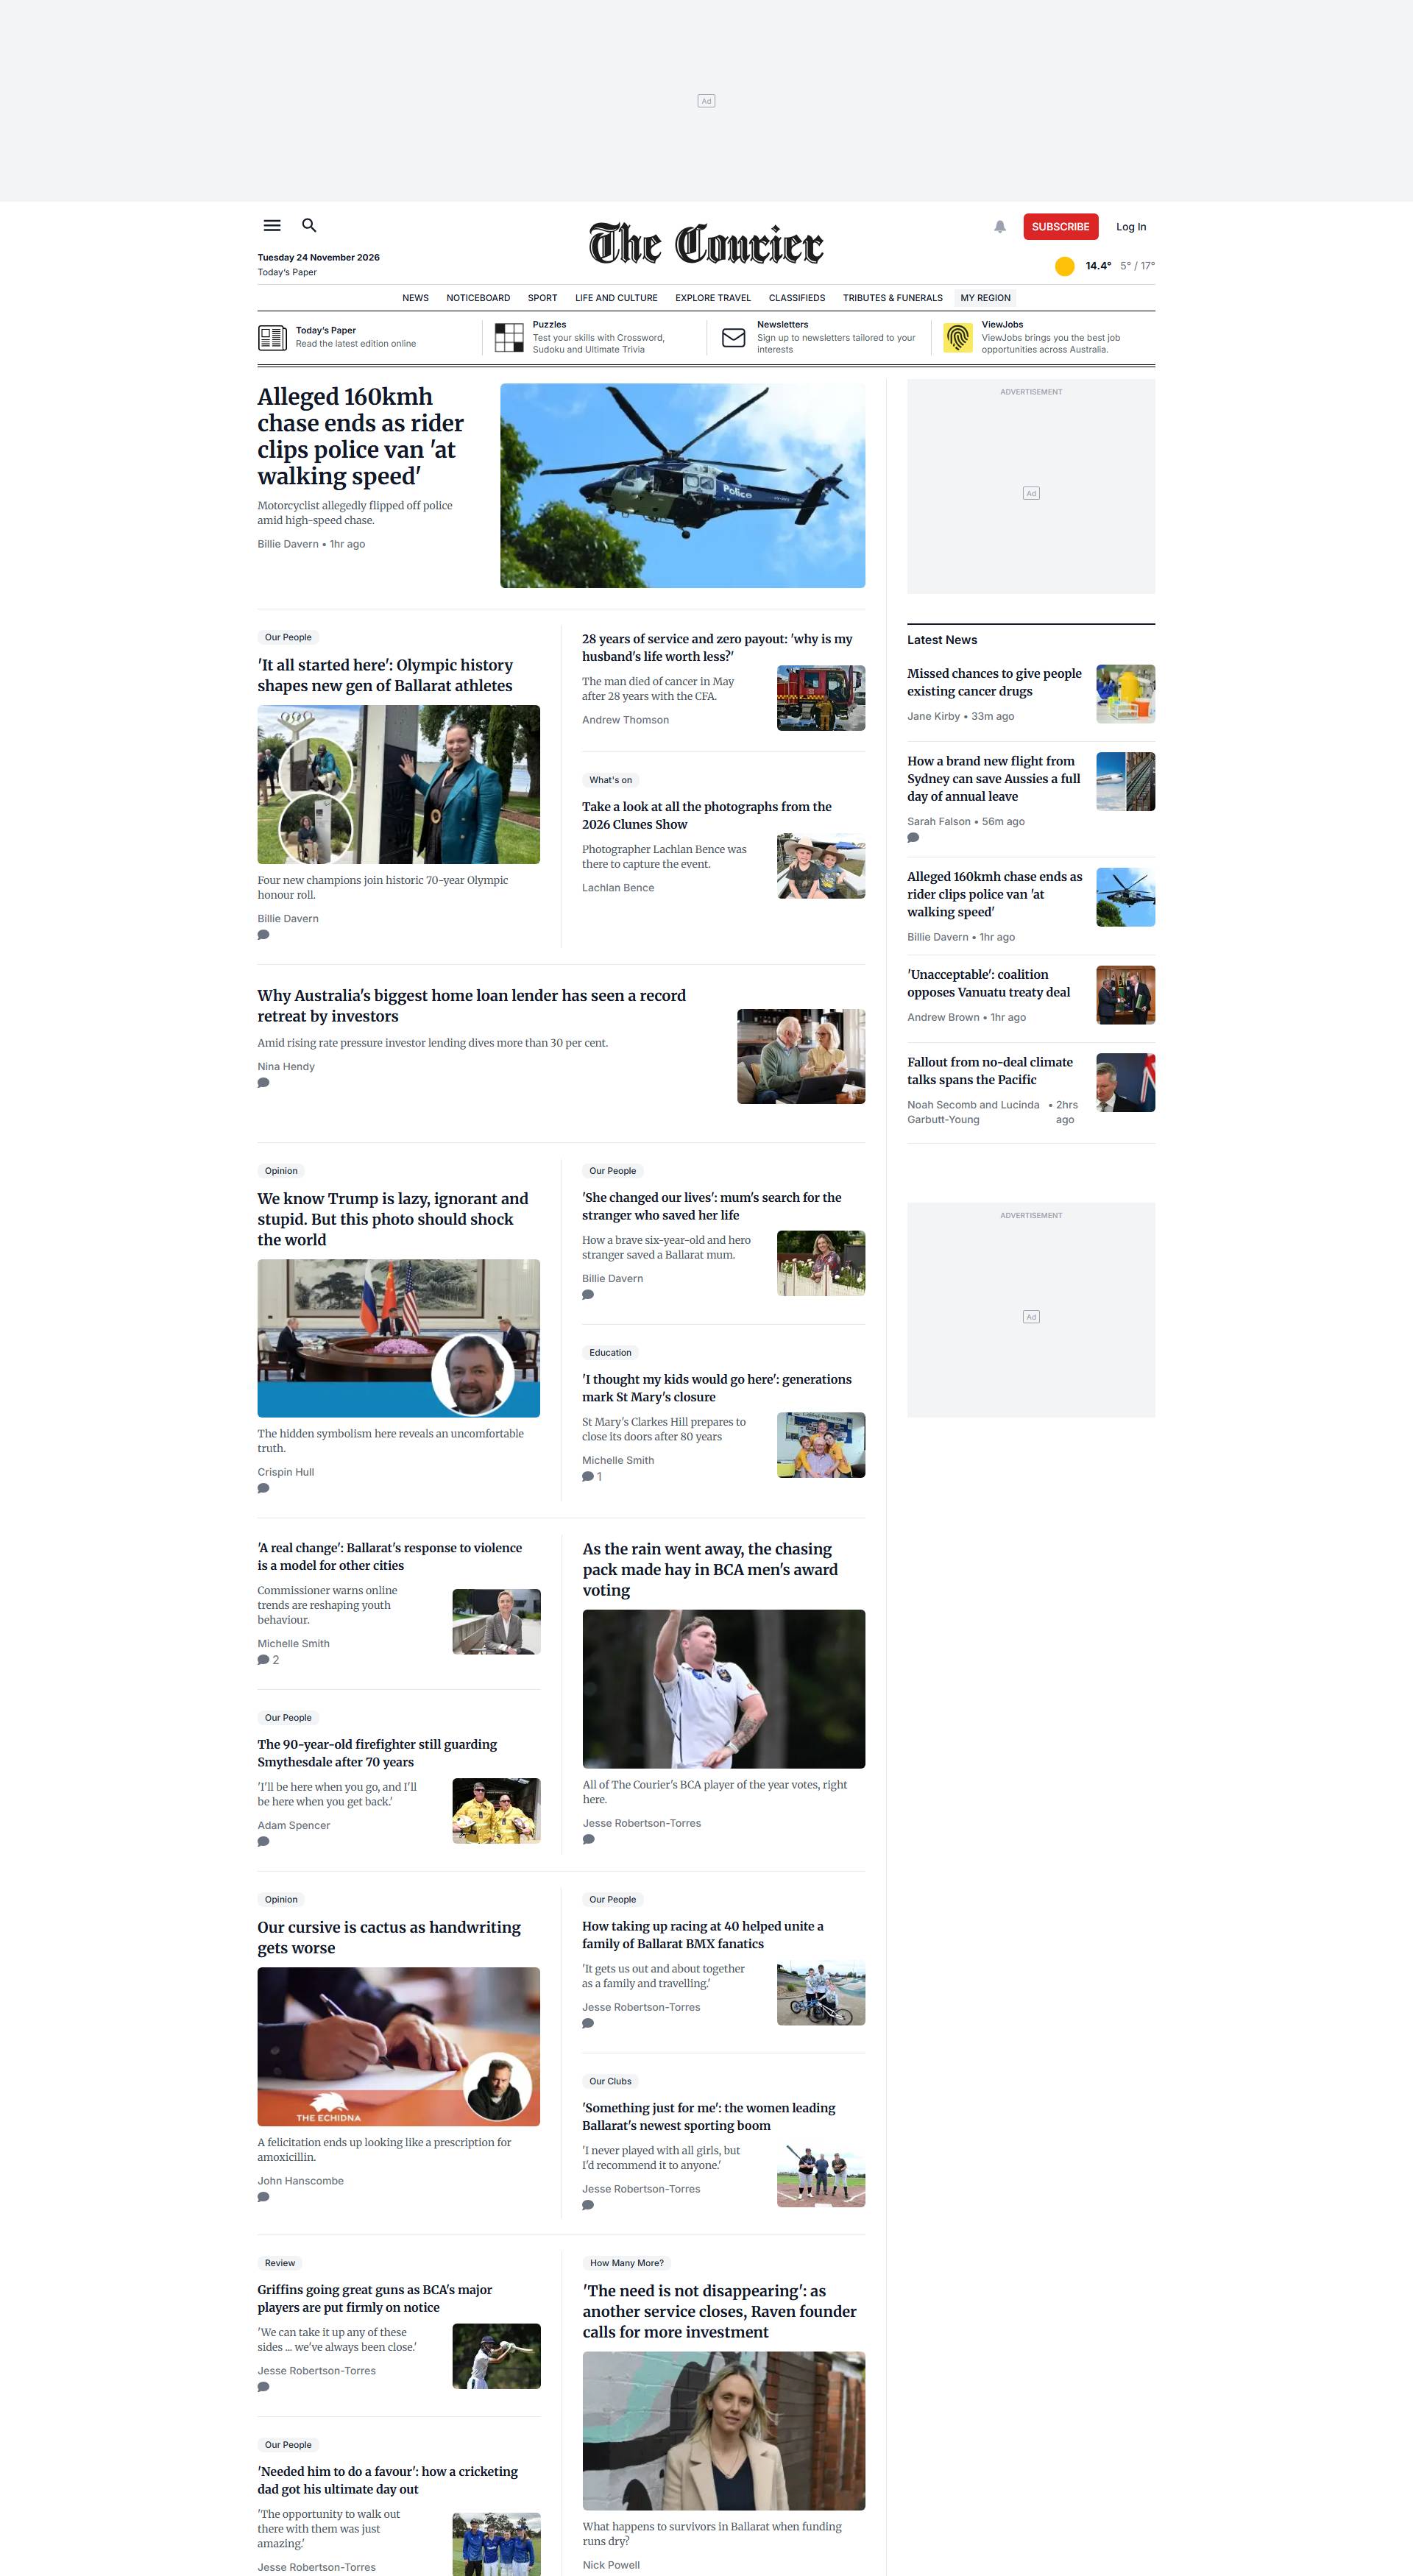 Ad
The Courier
SUBSCRIBE
Log In
Tuesday 24 November 2026
Today's Paper
14.4° 5° / 17°
NEWS NOTICEBOARD SPORT LIFE AND CULTURE EXPLORE TRAVEL CLASSIFIEDS TRIBUTES & FUNERALS MY REGION
Today's Paper
Read the latest edition online
Puzzles
Test your skills with Crossword,
Sudoku and Ultimate Trivia
Newsletters
Sign up to newsletters tailored to your
interests
ViewJobs
ViewJobs brings you the best job
opportunities across Australia.
Alleged 160kmh
chase ends as rider
clips police van 'at
walking speed'
Motorcyclist allegedly flipped off police
amid high-speed chase.
Billie Davern • 1hr ago
Police
Our People
'It all started here': Olympic history
shapes new gen of Ballarat athletes
Four new champions join historic 70-year Olympic
honour roll.
Billie Davern
28 years of service and zero payout: 'why is my
husband's life worth less?'
The man died of cancer in May
after 28 years with the CFA.
Andrew Thomson
What's on
Take a look at all the photographs from the
2026 Clunes Show
Photographer Lachlan Bence was
there to capture the event.
Lachlan Bence
Why Australia's biggest home loan lender has seen a record
retreat by investors
Amid rising rate pressure investor lending dives more than 30 per cent.
Nina Hendy
Opinion
We know Trump is lazy, ignorant and
stupid. But this photo should shock
the world
The hidden symbolism here reveals an uncomfortable
truth.
Crispin Hull
Our People
'She changed our lives': mum's search for the
stranger who saved her life
How a brave six-year-old and hero
stranger saved a Ballarat mum.
Billie Davern
Education
'I thought my kids would go here': generations
mark St Mary's closure
St Mary's Clarkes Hill prepares to
close its doors after 80 years
Michelle Smith
1
'A real change': Ballarat's response to violence
is a model for other cities
Commissioner warns online
trends are reshaping youth
behaviour.
Michelle Smith
2
Our People
The 90-year-old firefighter still guarding
Smythesdale after 70 years
'I'll be here when you go, and I'll
be here when you get back.'
Adam Spencer
As the rain went away, the chasing
pack made hay in BCA men's award
voting
All of The Courier's BCA player of the year votes, right
here.
Jesse Robertson-Torres
Opinion
Our cursive is cactus as handwriting
gets worse
THE ECHIDNA
A felicitation ends up looking like a prescription for
amoxicillin.
John Hanscombe
Our People
How taking up racing at 40 helped unite a
family of Ballarat BMX fanatics
'It gets us out and about together
as a family and travelling.'
Jesse Robertson-Torres
Our Clubs
'Something just for me': the women leading
Ballarat's newest sporting boom
'I never played with all girls, but
I'd recommend it to anyone.'
Jesse Robertson-Torres
Review
Griffins going great guns as BCA's major
players are put firmly on notice
'We can take it up any of these
sides ... we've always been close.'
Jesse Robertson-Torres
Our People
'Needed him to do a favour': how a cricketing
dad got his ultimate day out
'The opportunity to walk out
there with them was just
amazing.'
Jesse Robertson-Torres
How Many More?
'The need is not disappearing': as
another service closes, Raven founder
calls for more investment
What happens to survivors in Ballarat when funding
runs dry?
Nick Powell
ADVERTISEMENT
Ad
Latest News
Missed chances to give people
existing cancer drugs
Jane Kirby • 33m ago
How a brand new flight from
Sydney can save Aussies a full
day of annual leave
Sarah Falson • 56m ago
Alleged 160kmh chase ends as
rider clips police van 'at
walking speed'
Billie Davern • 1hr ago
'Unacceptable': coalition
opposes Vanuatu treaty deal
Andrew Brown • 1hr ago
Fallout from no-deal climate
talks spans the Pacific
Noah Secomb and Lucinda • 2hrs
Garbutt-Young ago
ADVERTISEMENT
Ad